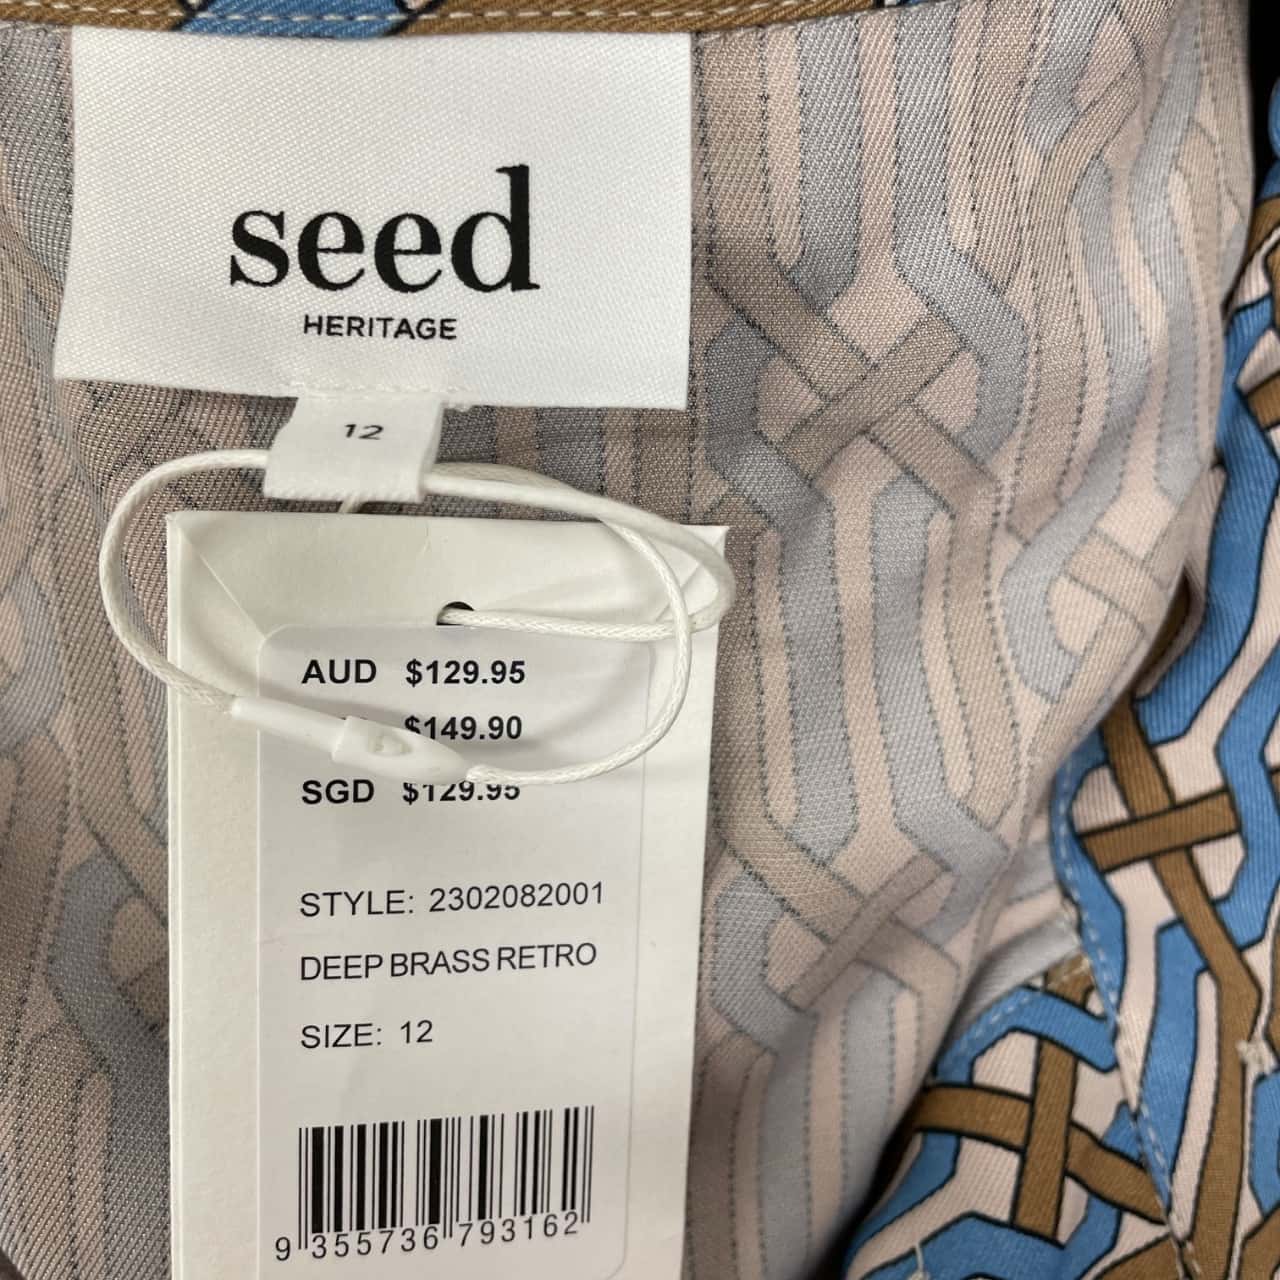 seed
HERITAGE
12
AUD $129.95
$149.90
SGD $129.95
STYLE: 2302082001
DEEP BRASS RETRO
SIZE: 12
9 355736 793162